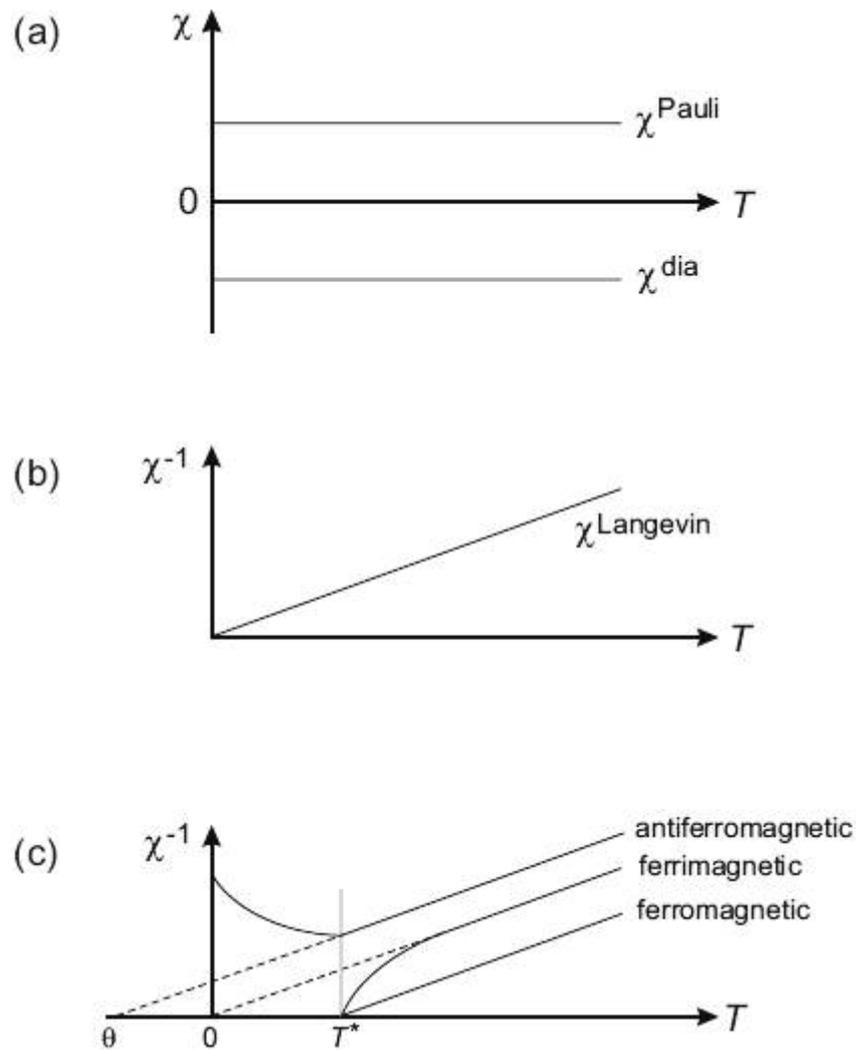 (a)
χ
χ^Pauli
0
T
χ^dia
(b)
χ^-1
χ^Langevin
T
(c)
χ^-1
antiferromagnetic
ferrimagnetic
ferromagnetic
T
θ 0 T*